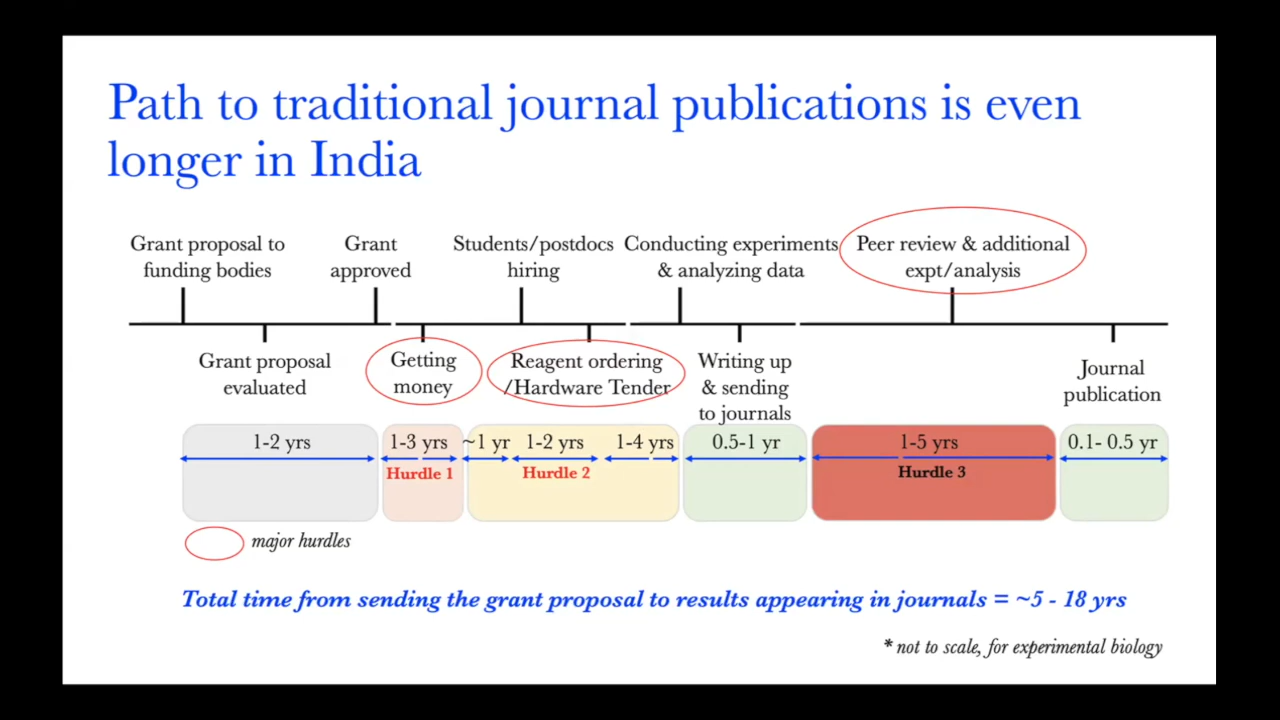 Path to traditional journal publications is even
longer in India
Grant proposal to
funding bodies
Grant
approved
Students/postdocs
hiring
Conducting experiments
& analyzing data
Peer review & additional
expt/analysis
Grant proposal
evaluated
Getting
money
Reagent ordering
/Hardware Tender
Writing up
& sending
to journals
Journal
publication
1-2 yrs
1-3 yrs
~1 yr
1-2 yrs
1-4 yrs
0.5-1 yr
1-5 yrs
0.1- 0.5 yr
Hurdle 1
Hurdle 2
Hurdle 3
major hurdles
Total time from sending the grant proposal to results appearing in journals = ~5 - 18 yrs
* not to scale, for experimental biology